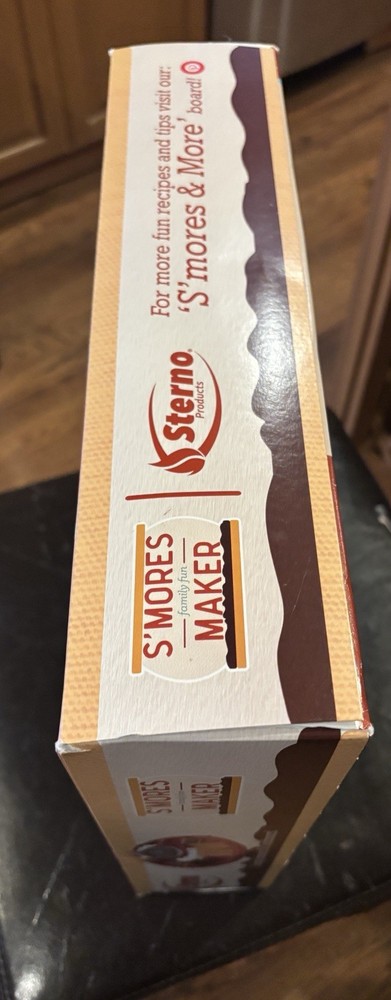 S'MORES
family fun
MAKER
Sterno
Products
For more fun recipes and tips visit our:
'S'mores & More' board!
S'MORES
MAKER